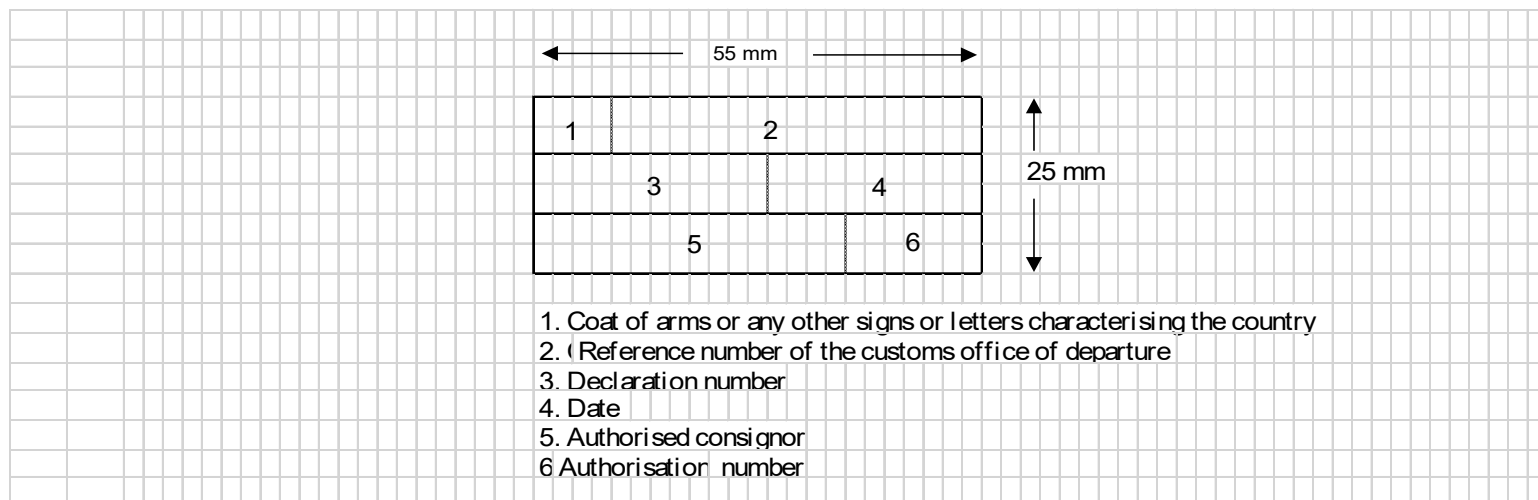 55 mm
1 2
25 mm
3 4
5 6
1. Coat of arms or any other signs or letters characterising the country
2. ( Reference number of the customs office of departure
3. Declaration number
4. Date
5. Authorised consignor
6 Authorisation number